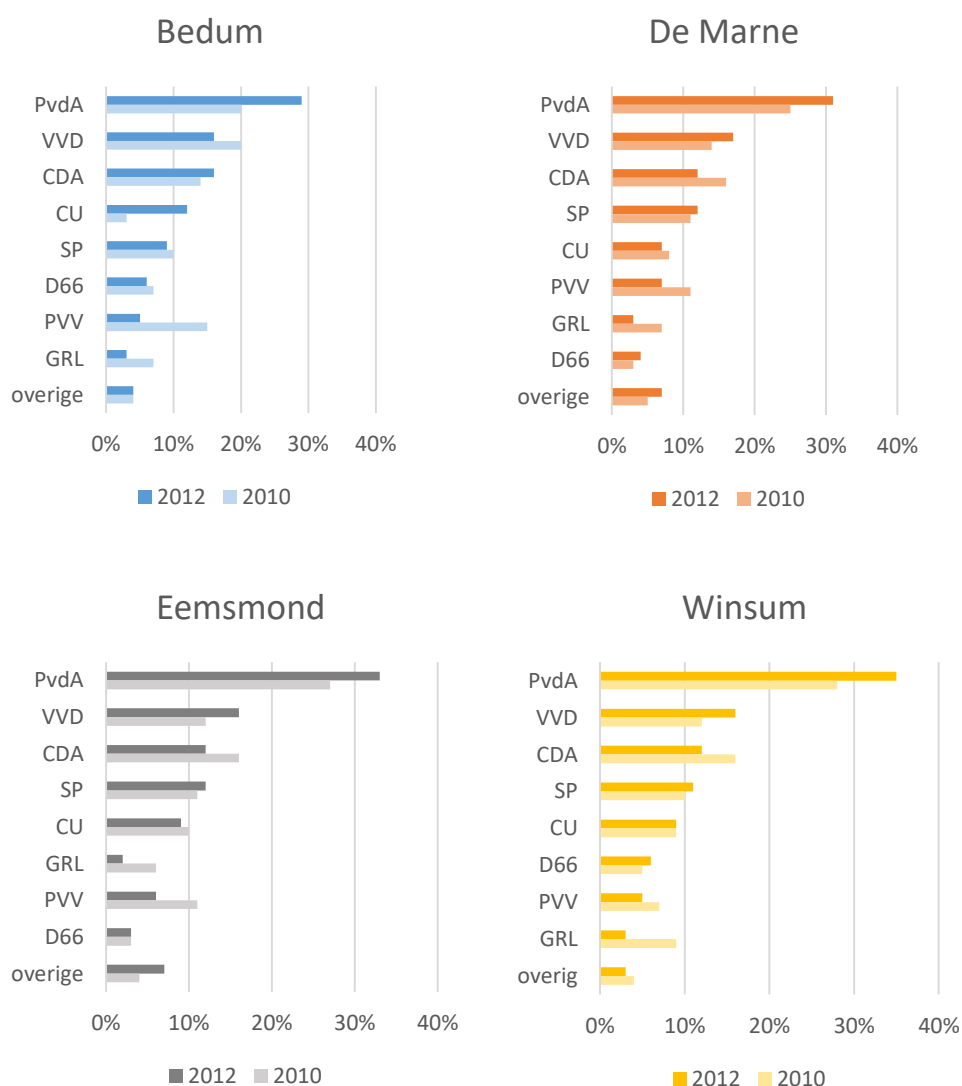 Bedum
PvdA
VVD
CDA
CU
SP
D66
PVV
GRL
overige
0% 10% 20% 30% 40%
2012 2010
De Marne
PvdA
VVD
CDA
SP
CU
PVV
GRL
D66
overige
0% 10% 20% 30% 40%
2012 2010
Eemsmond
PvdA
VVD
CDA
SP
CU
GRL
PVV
D66
overige
0% 10% 20% 30% 40%
2012 2010
Winsum
PvdA
VVD
CDA
SP
CU
D66
PVV
GRL
overig
0% 10% 20% 30% 40%
2012 2010